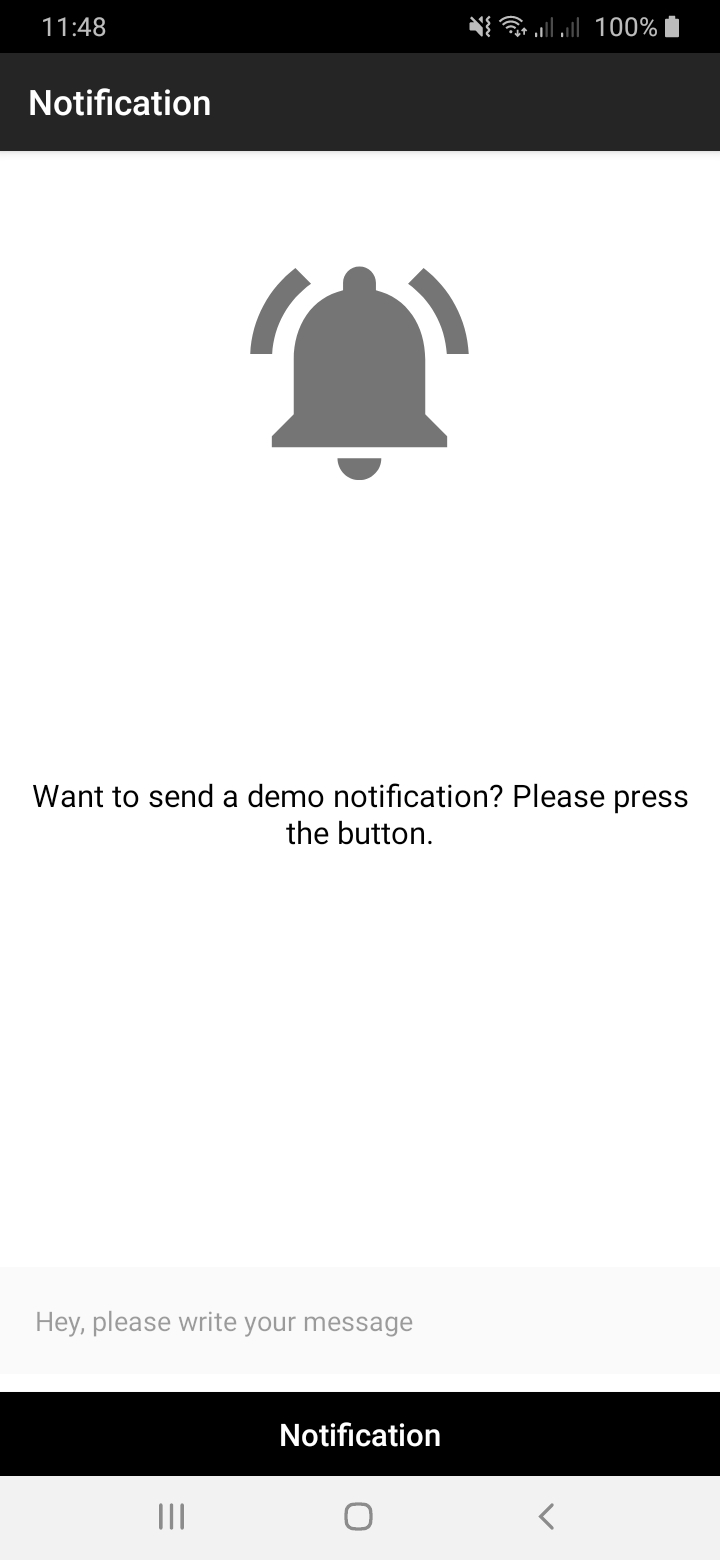 11:48 100%
Notification
Want to send a demo notification? Please press
the button.
Hey, please write your message
Notification